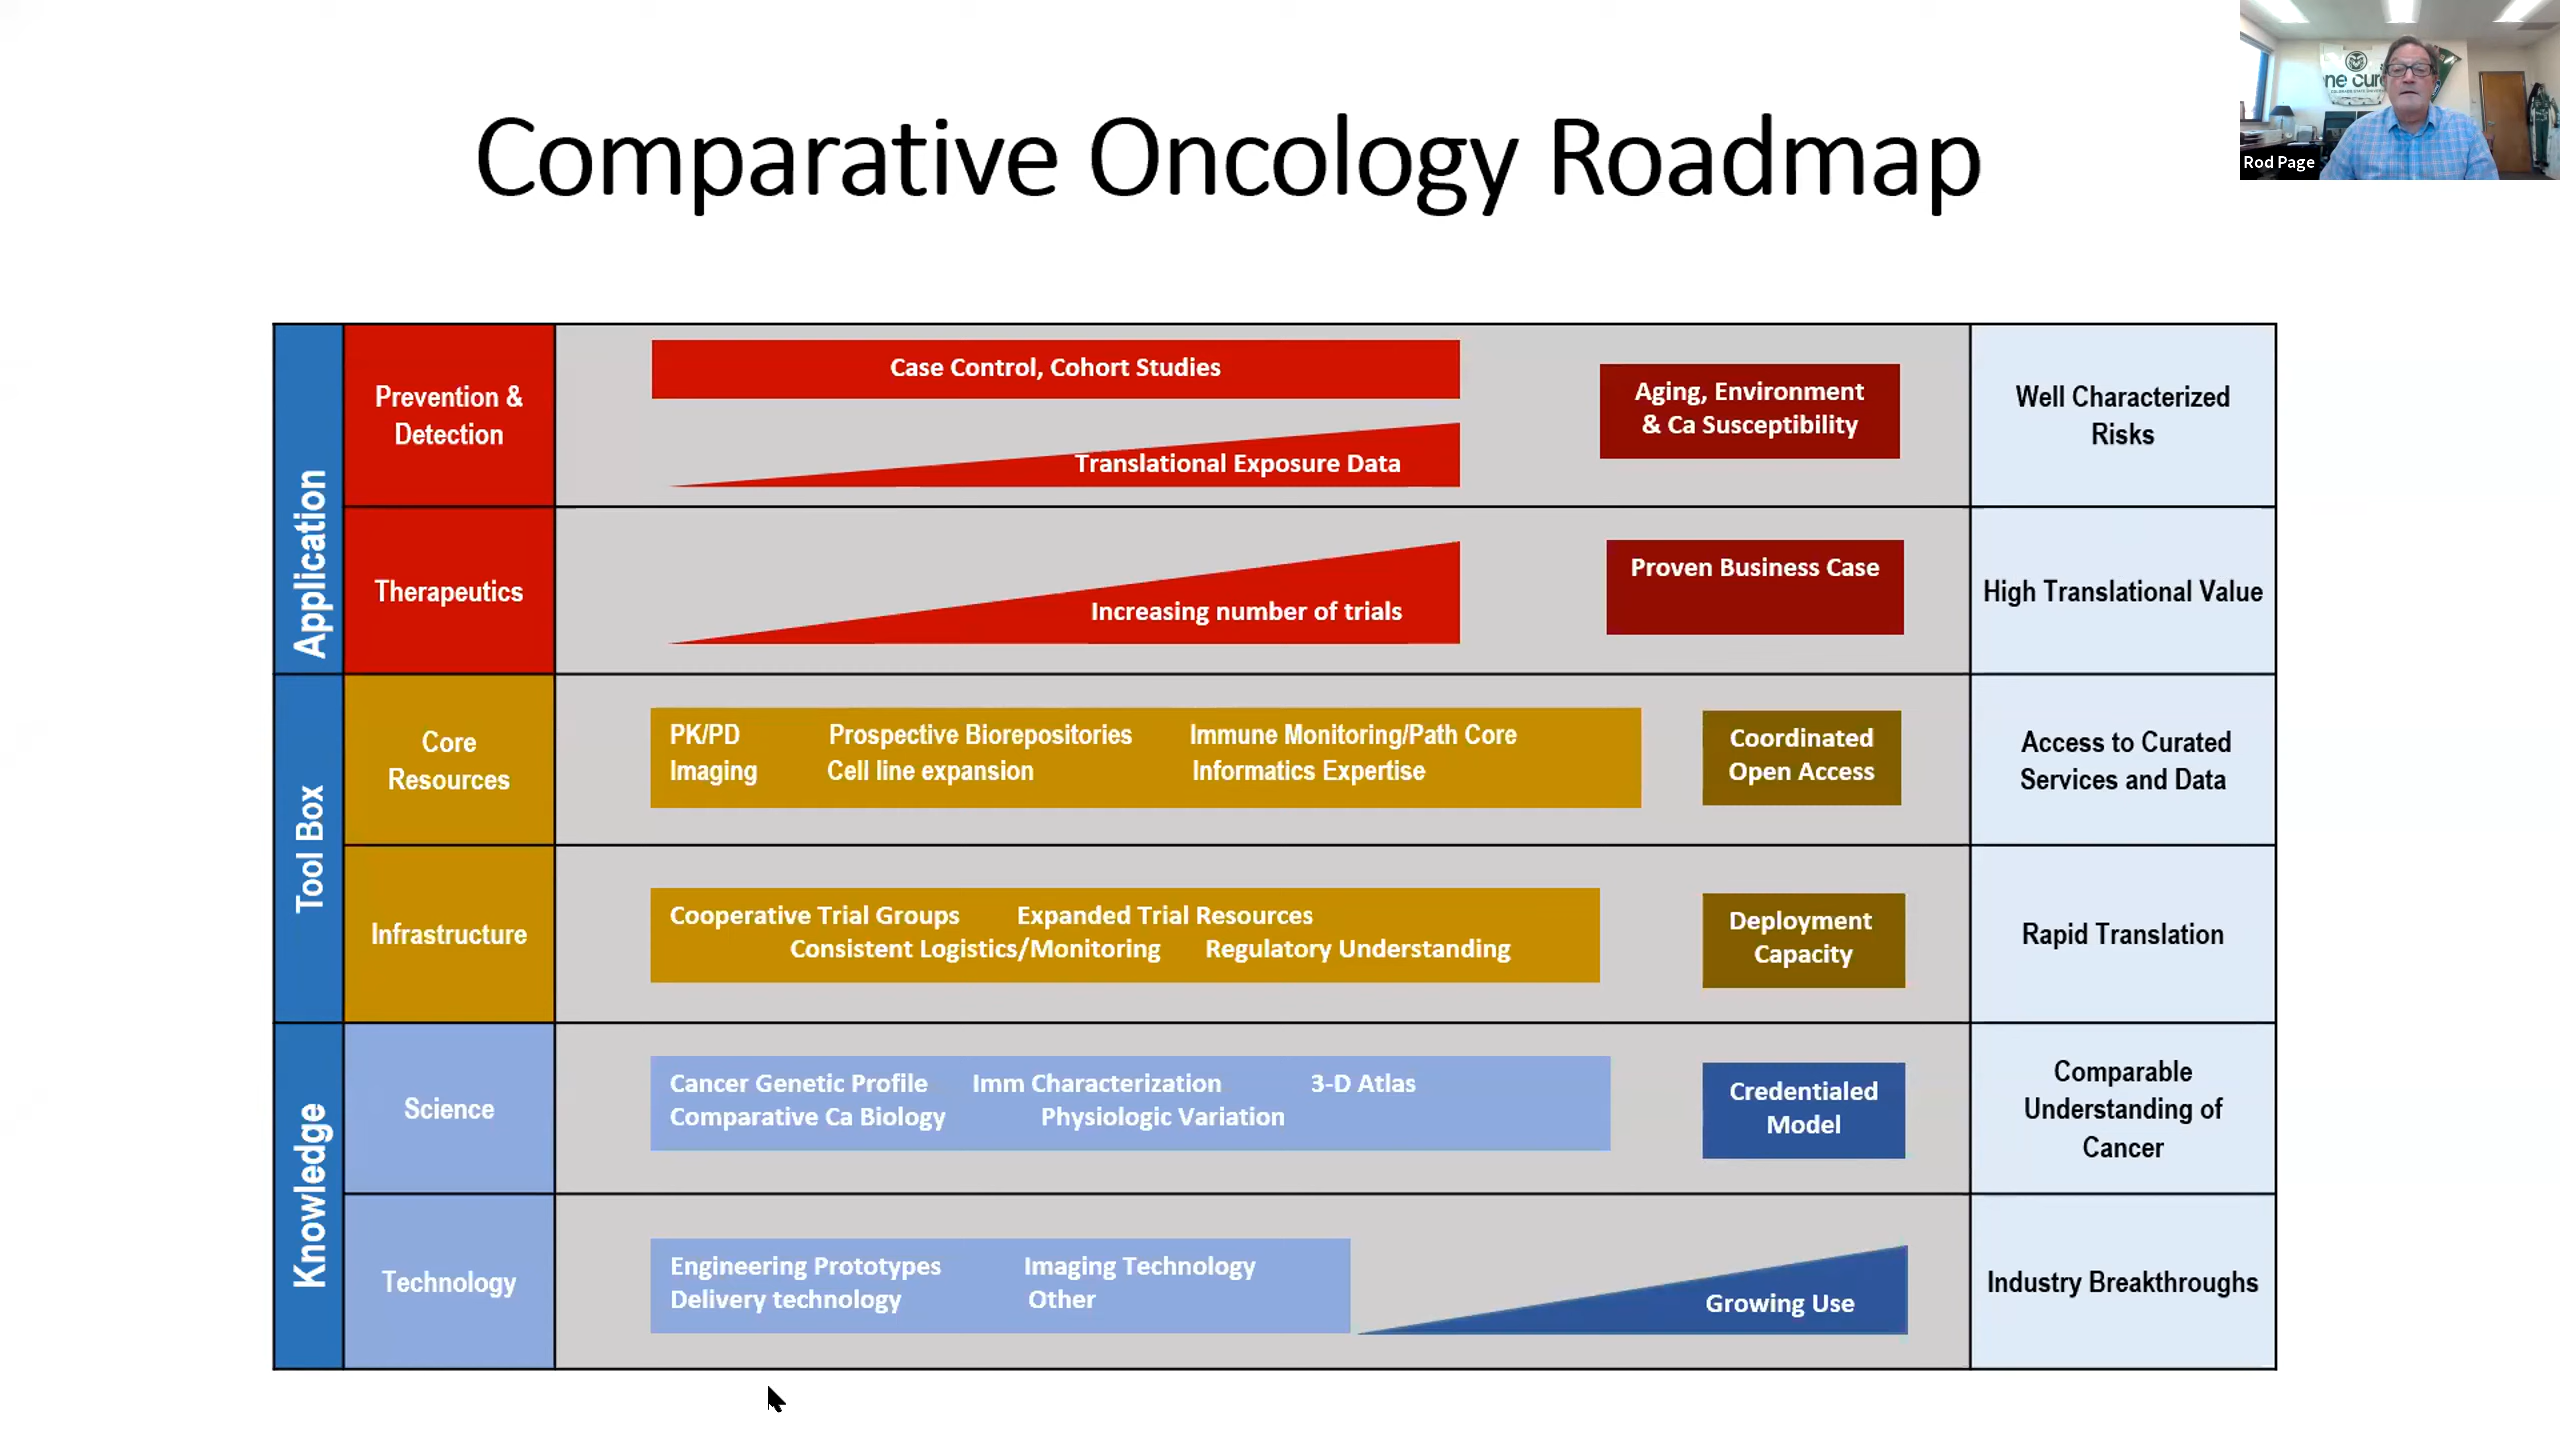 Comparative Oncology Roadmap
ne cur
Rod Page
Application
Prevention &
Detection
Case Control, Cohort Studies
Translational Exposure Data
Aging, Environment
& Ca Susceptibility
Well Characterized
Risks
Therapeutics
Increasing number of trials
Proven Business Case
High Translational Value
Tool Box
Core
Resources
PK/PD Prospective Biorepositories Immune Monitoring/Path Core
Imaging Cell line expansion Informatics Expertise
Coordinated
Open Access
Access to Curated
Services and Data
Infrastructure
Cooperative Trial Groups Expanded Trial Resources
Consistent Logistics/Monitoring Regulatory Understanding
Deployment
Capacity
Rapid Translation
Knowledge
Science
Cancer Genetic Profile Imm Characterization 3-D Atlas
Comparative Ca Biology Physiologic Variation
Credentialed
Model
Comparable
Understanding of
Cancer
Technology
Engineering Prototypes Imaging Technology
Delivery technology Other
Growing Use
Industry Breakthroughs